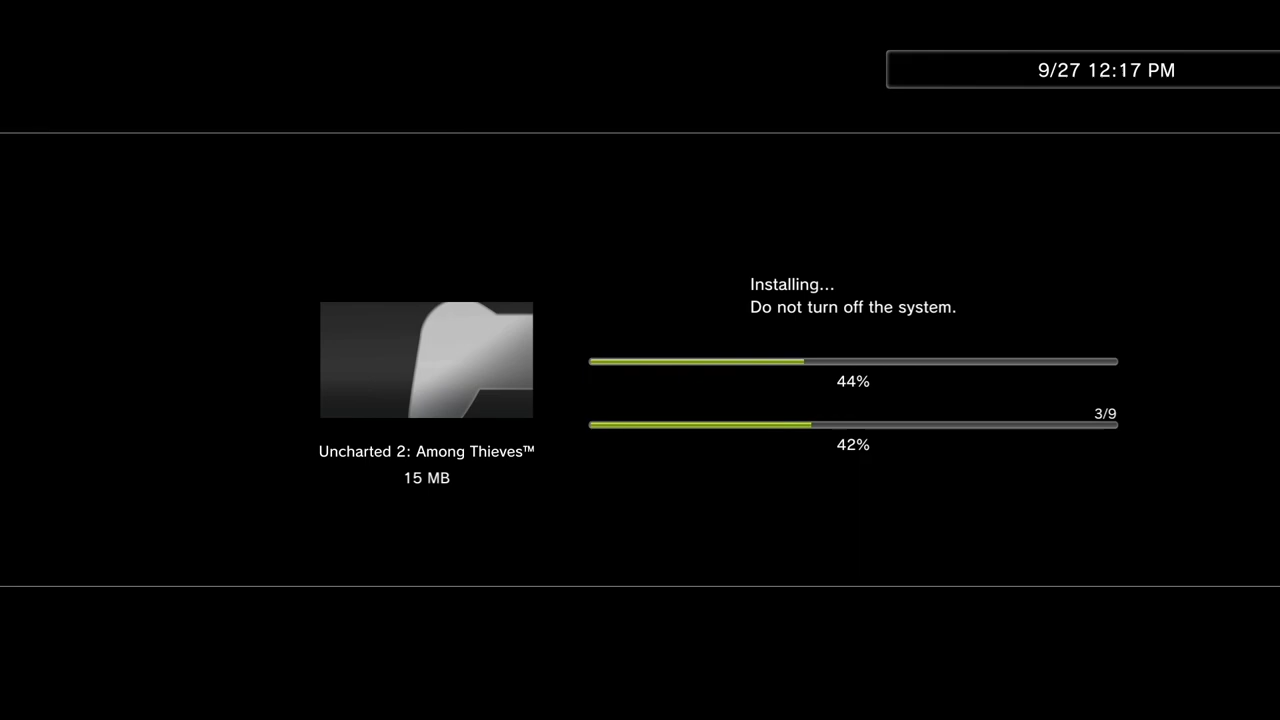 9/27 12:17 PM
Installing...
Do not turn off the system.
44%
3/9
42%
Uncharted 2: Among Thieves™
15 MB